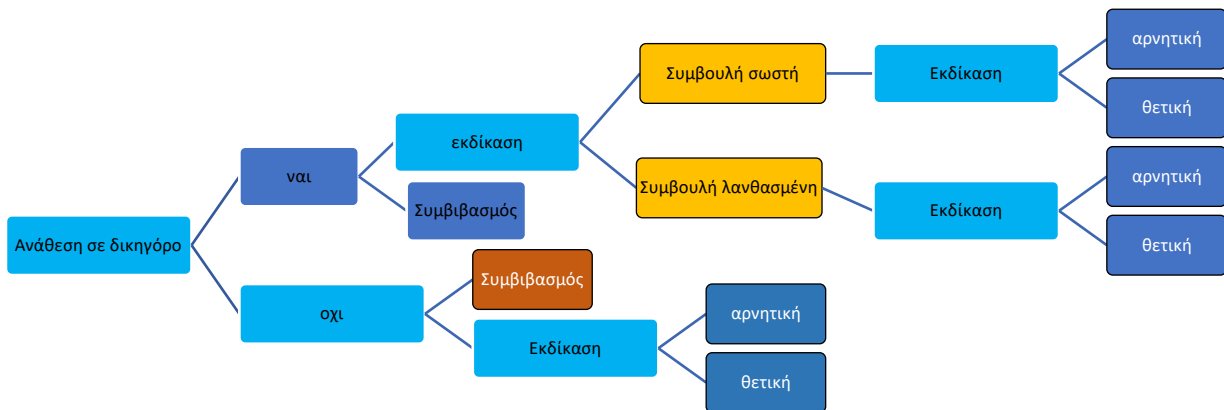 αρνητική
Συμβουλή σωστή
Εκδίκαση
θετική
εκδίκαση
ναι
αρνητική
Συμβουλή λανθασμένη
Εκδίκαση
Συμβιβασμός
θετική
Ανάθεση σε δικηγόρο
Συμβιβασμός
οχι
αρνητική
Εκδίκαση
θετική